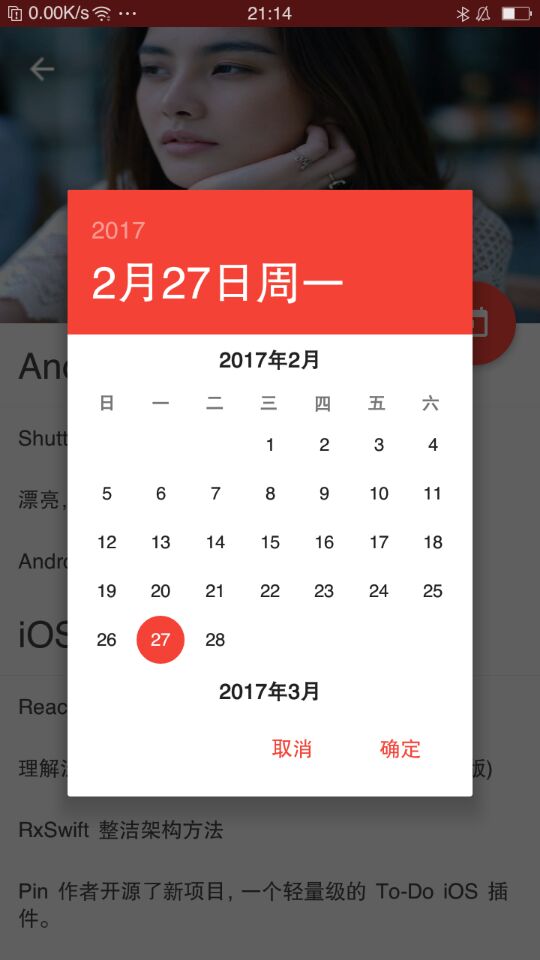 0.00K/s ... 21:14
2017
2月27日周一
2017年2月
日 一 二 三 四 五 六
1 2 3 4
5 6 7 8 9 10 11
12 13 14 15 16 17 18
19 20 21 22 23 24 25
26 27 28
2017年3月
取消 确定
An
Shutt
漂亮,
Andro
iOS
Reac
理解 版)
RxSwift 整洁架构方法
Pin 作者开源了新项目, 一个轻量级的 To-Do iOS 插
件。